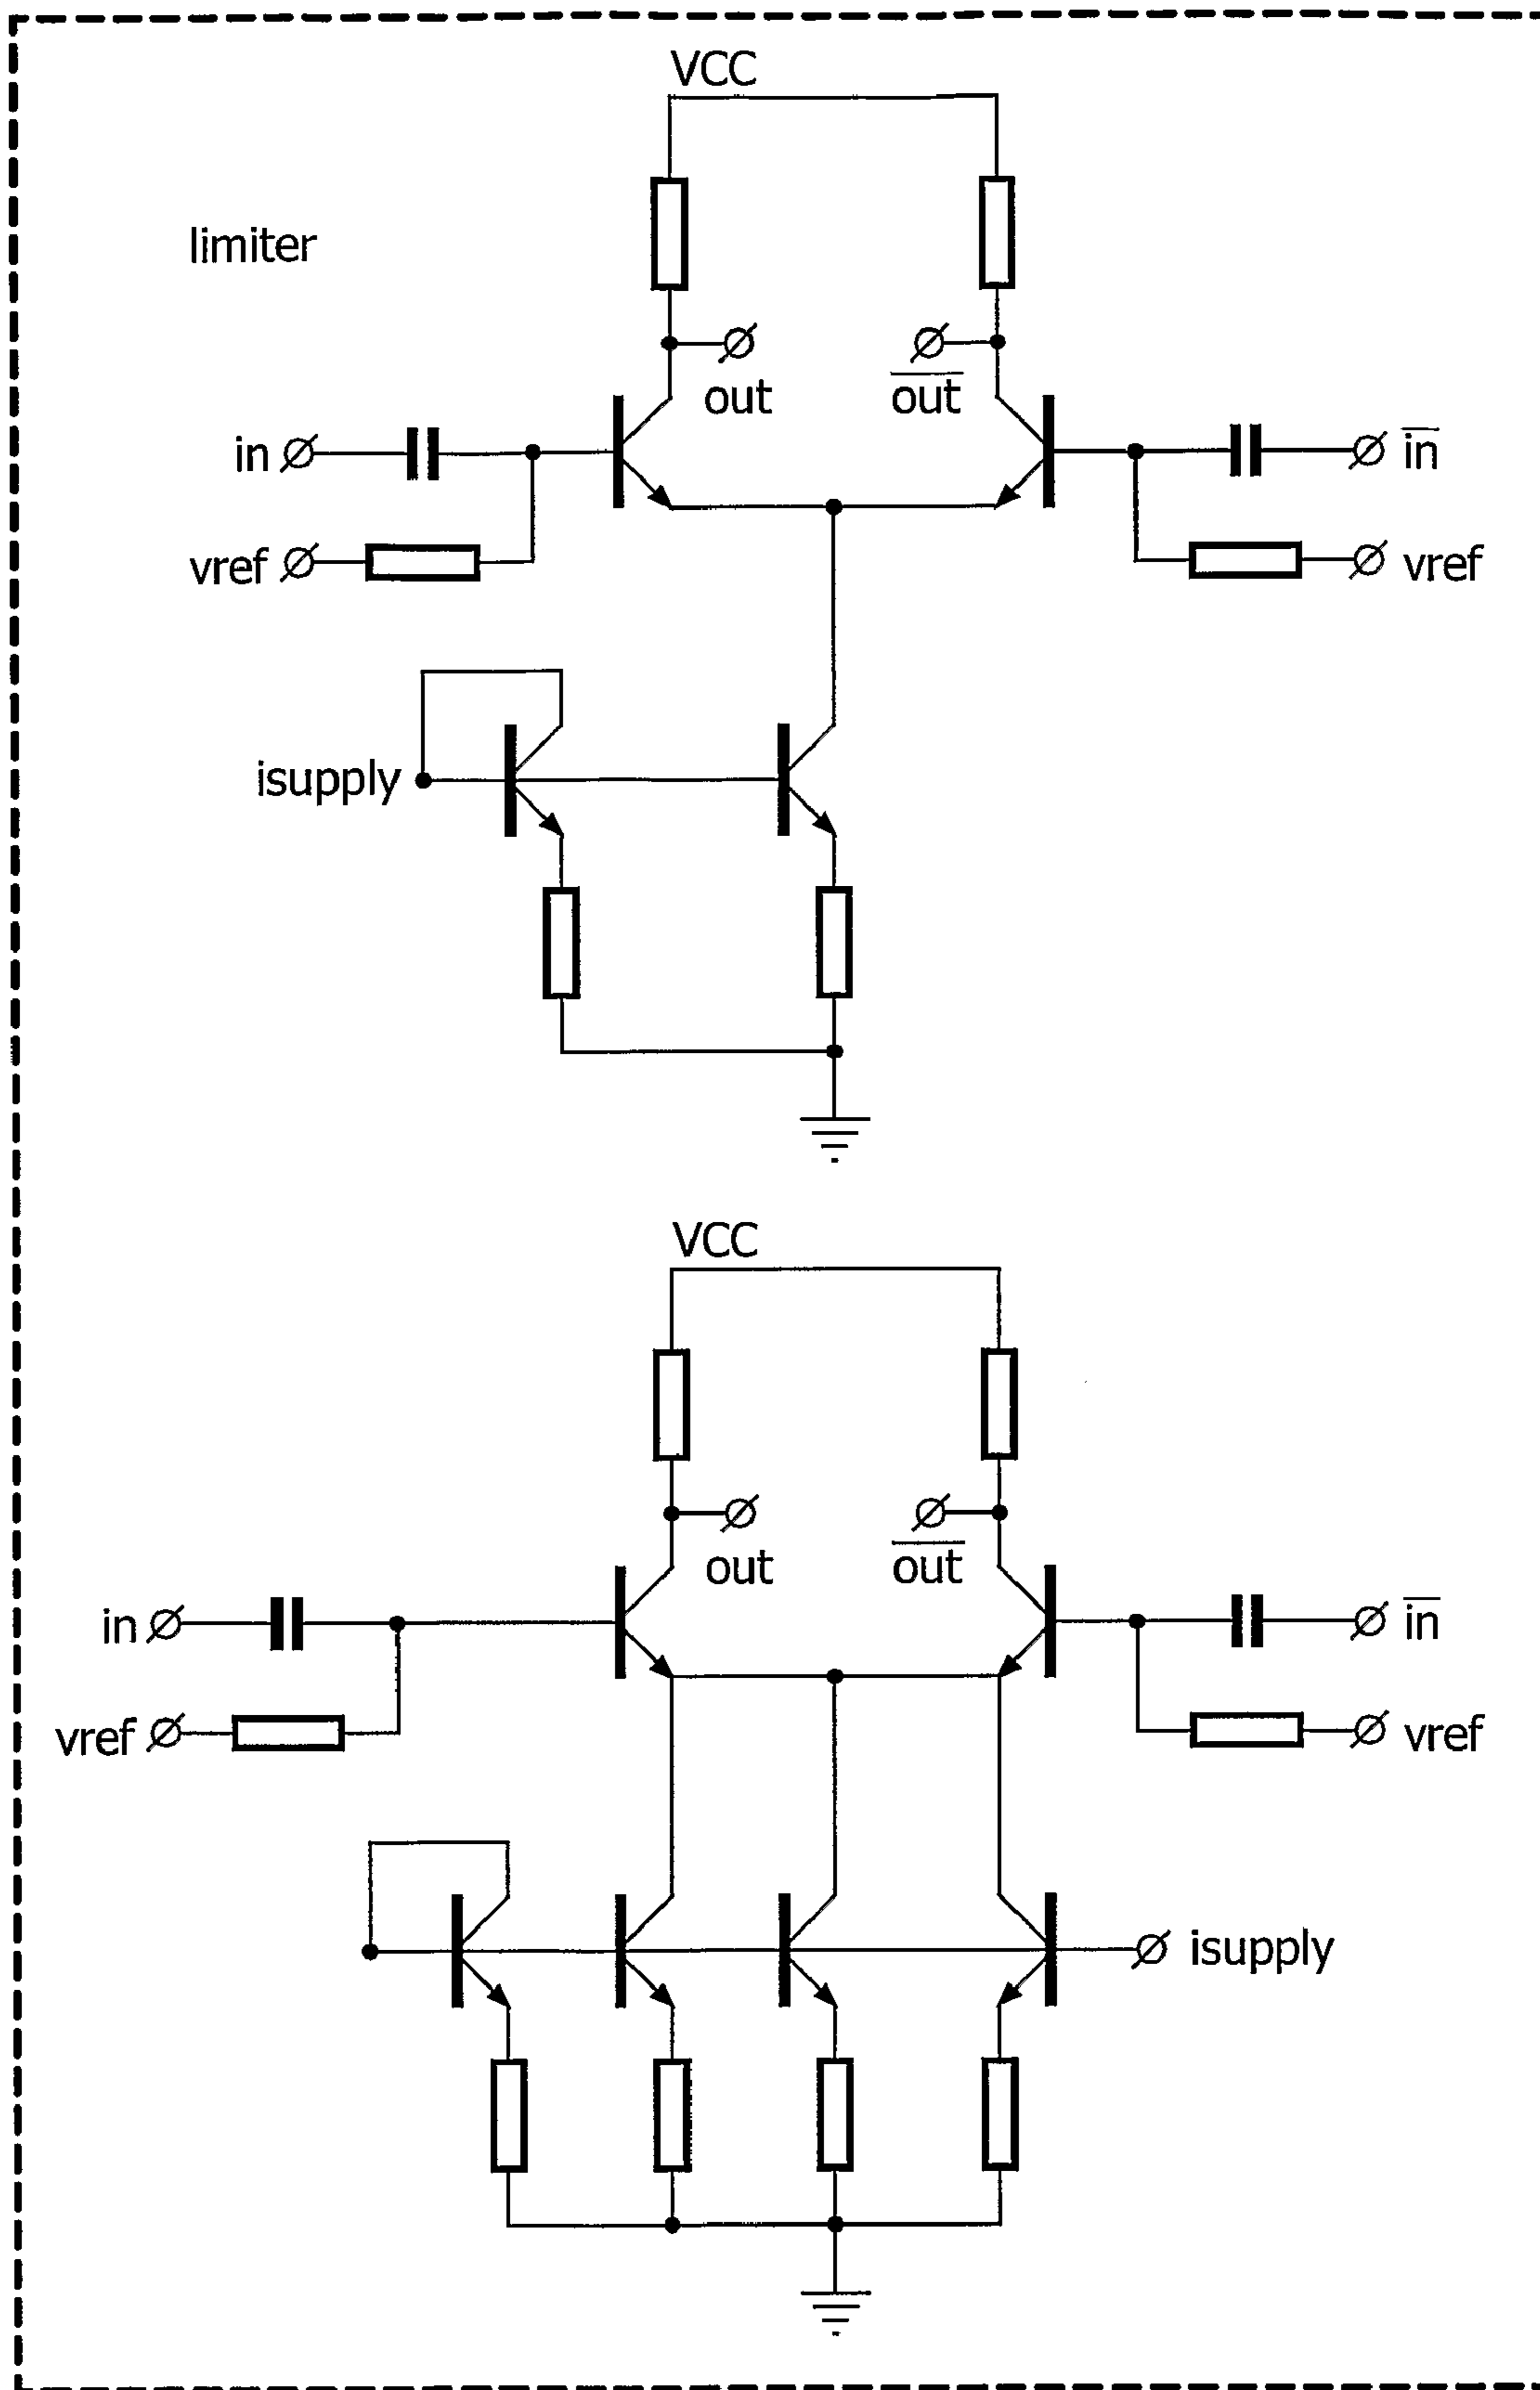 VCC
limiter
out
out
in
in
vref
vref
isupply
VCC
out
out
in
in
vref
vref
isupply